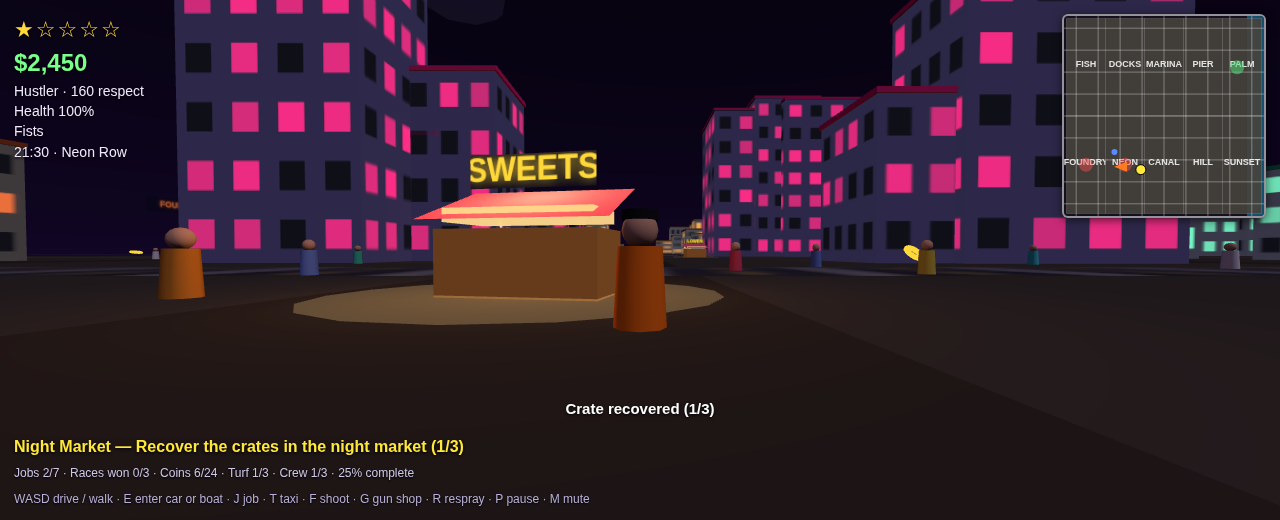 ★☆☆☆☆
$2,450
Hustler · 160 respect
Health 100%
Fists
21:30 · Neon Row
FISH DOCKS MARINA PIER PALM
FOUNDRY NEON CANAL HILL SUNSET
SWEETS
FOU
Crate recovered (1/3)
Night Market — Recover the crates in the night market (1/3)
Jobs 2/7 · Races won 0/3 · Coins 6/24 · Turf 1/3 · Crew 1/3 · 25% complete
WASD drive / walk · E enter car or boat · J job · T taxi · F shoot · G gun shop · R respray · P pause · M mute